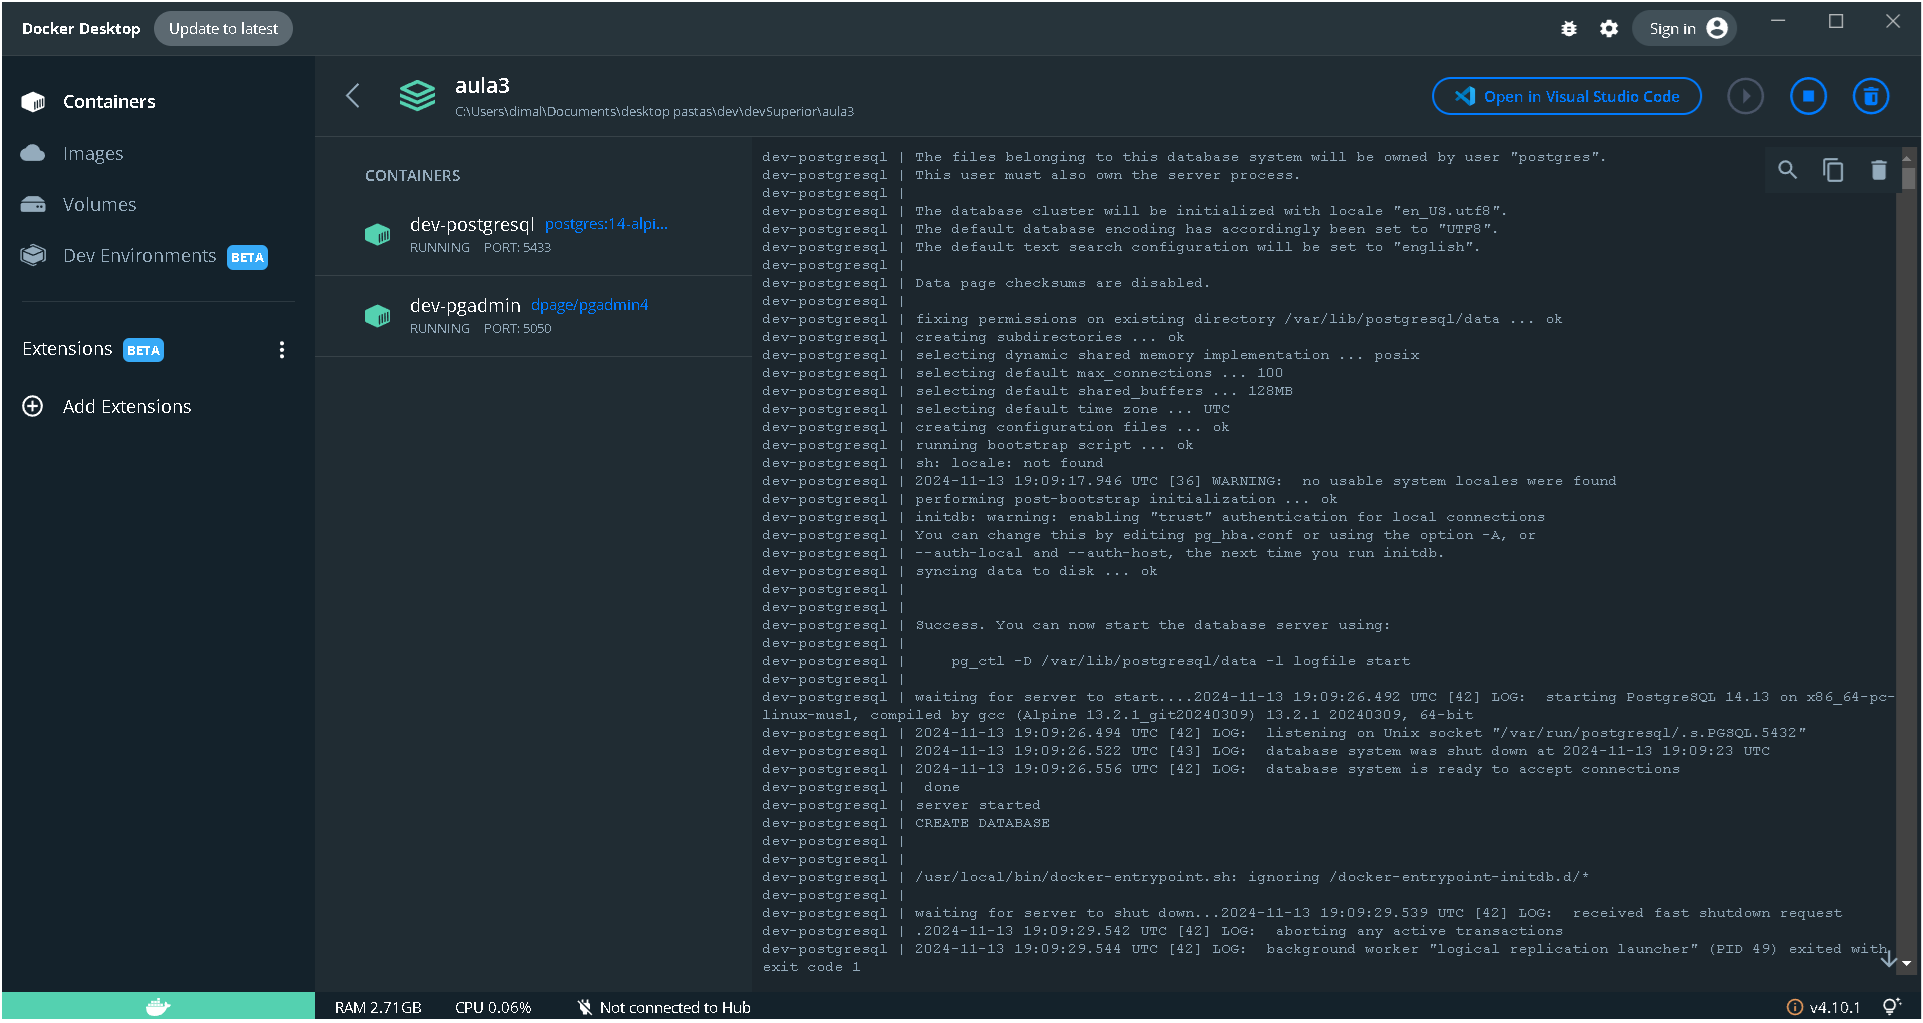 Docker Desktop Update to latest Sign in
Containers
Images
Volumes
Dev Environments BETA
Extensions BETA
Add Extensions
aula3
C:\Users\dimal\Documents\desktop pastas\dev\devSuperior\aula3
Open in Visual Studio Code
CONTAINERS
dev-postgresql postgres:14-alpi...
RUNNING PORT: 5433
dev-pgadmin dpage/pgadmin4
RUNNING PORT: 5050
dev-postgresql | The files belonging to this database system will be owned by user "postgres".
dev-postgresql | This user must also own the server process.
dev-postgresql |
dev-postgresql | The database cluster will be initialized with locale "en_US.utf8".
dev-postgresql | The default database encoding has accordingly been set to "UTF8".
dev-postgresql | The default text search configuration will be set to "english".
dev-postgresql |
dev-postgresql | Data page checksums are disabled.
dev-postgresql |
dev-postgresql | fixing permissions on existing directory /var/lib/postgresql/data ... ok
dev-postgresql | creating subdirectories ... ok
dev-postgresql | selecting dynamic shared memory implementation ... posix
dev-postgresql | selecting default max_connections ... 100
dev-postgresql | selecting default shared_buffers ... 128MB
dev-postgresql | selecting default time zone ... UTC
dev-postgresql | creating configuration files ... ok
dev-postgresql | running bootstrap script ... ok
dev-postgresql | sh: locale: not found
dev-postgresql | 2024-11-13 19:09:17.946 UTC [36] WARNING:  no usable system locales were found
dev-postgresql | performing post-bootstrap initialization ... ok
dev-postgresql | initdb: warning: enabling "trust" authentication for local connections
dev-postgresql | You can change this by editing pg_hba.conf or using the option -A, or
dev-postgresql | --auth-local and --auth-host, the next time you run initdb.
dev-postgresql | syncing data to disk ... ok
dev-postgresql |
dev-postgresql |
dev-postgresql | Success. You can now start the database server using:
dev-postgresql |
dev-postgresql |     pg_ctl -D /var/lib/postgresql/data -l logfile start
dev-postgresql |
dev-postgresql | waiting for server to start....2024-11-13 19:09:26.492 UTC [42] LOG:  starting PostgreSQL 14.13 on x86_64-pc-
linux-musl, compiled by gcc (Alpine 13.2.1_git20240309) 13.2.1 20240309, 64-bit
dev-postgresql | 2024-11-13 19:09:26.494 UTC [42] LOG:  listening on Unix socket "/var/run/postgresql/.s.PGSQL.5432"
dev-postgresql | 2024-11-13 19:09:26.522 UTC [43] LOG:  database system was shut down at 2024-11-13 19:09:23 UTC
dev-postgresql | 2024-11-13 19:09:26.556 UTC [42] LOG:  database system is ready to accept connections
dev-postgresql |  done
dev-postgresql | server started
dev-postgresql | CREATE DATABASE
dev-postgresql |
dev-postgresql |
dev-postgresql | /usr/local/bin/docker-entrypoint.sh: ignoring /docker-entrypoint-initdb.d/*
dev-postgresql |
dev-postgresql | waiting for server to shut down...2024-11-13 19:09:29.539 UTC [42] LOG:  received fast shutdown request
dev-postgresql | .2024-11-13 19:09:29.542 UTC [42] LOG:  aborting any active transactions
dev-postgresql | 2024-11-13 19:09:29.544 UTC [42] LOG:  background worker "logical replication launcher" (PID 49) exited with
exit code 1
RAM 2.71GB CPU 0.06% Not connected to Hub v4.10.1